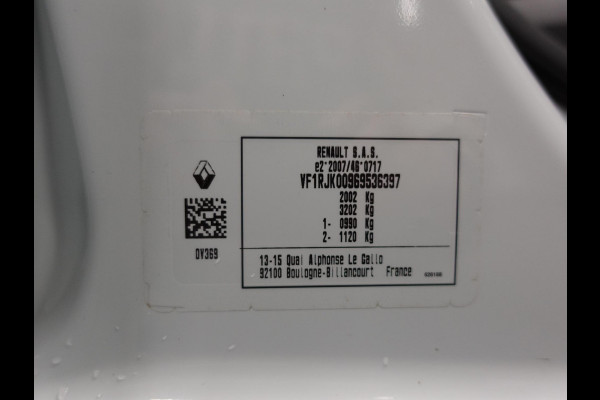 RENAULT S.A.S.
e2*2007/46*0717
VF1RJK00969536397
2002 Kg
3202 Kg
1- 0990 Kg
2- 1120 Kg
DV369
13-15 Quai Alphonse Le Gallo
92100 Boulogne-Billancourt France